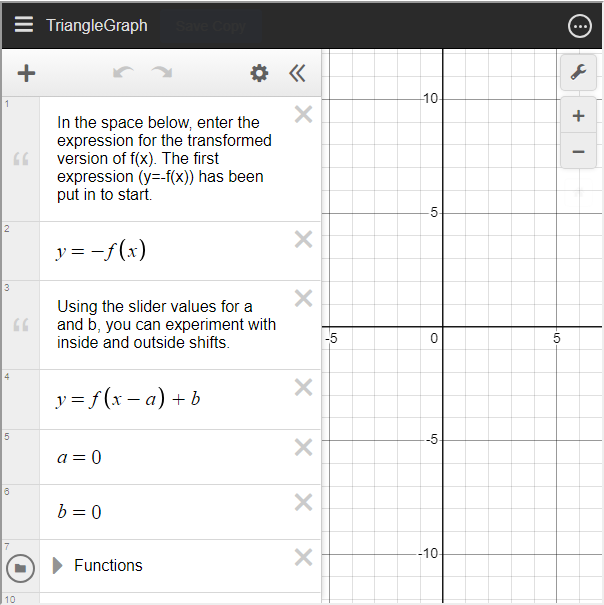 TriangleGraph
Save Copy
1
In the space below, enter the
expression for the transformed
version of f(x). The first
expression (y=-f(x)) has been
put in to start.
2
y = −f(x)
3
Using the slider values for a
and b, you can experiment with
inside and outside shifts.
4
y = f(x − a) + b
5
a = 0
6
b = 0
7
Functions
10
10
5
-5
0
5
-5
-10